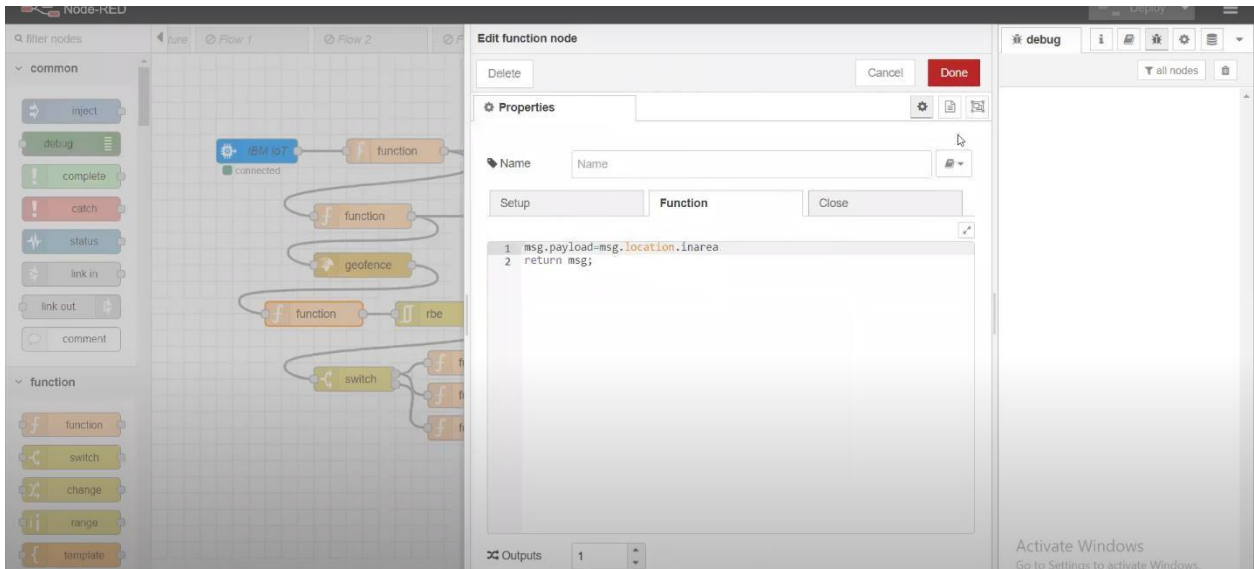 Node-RED
Deploy
filter nodes
common
inject
debug
complete
catch
status
link in
link out
comment
function
function
switch
change
range
template
Flow 1
Flow 2
IBM IoT
connected
function
function
geofence
function
rbe
switch
Edit function node
Delete
Cancel
Done
Properties
Name
Name
Setup
Function
Close
1 msg.payload=msg.location.inarea
2 return msg;
Outputs
1
debug
i
all nodes
Activate Windows
Go to Settings to activate Windows.